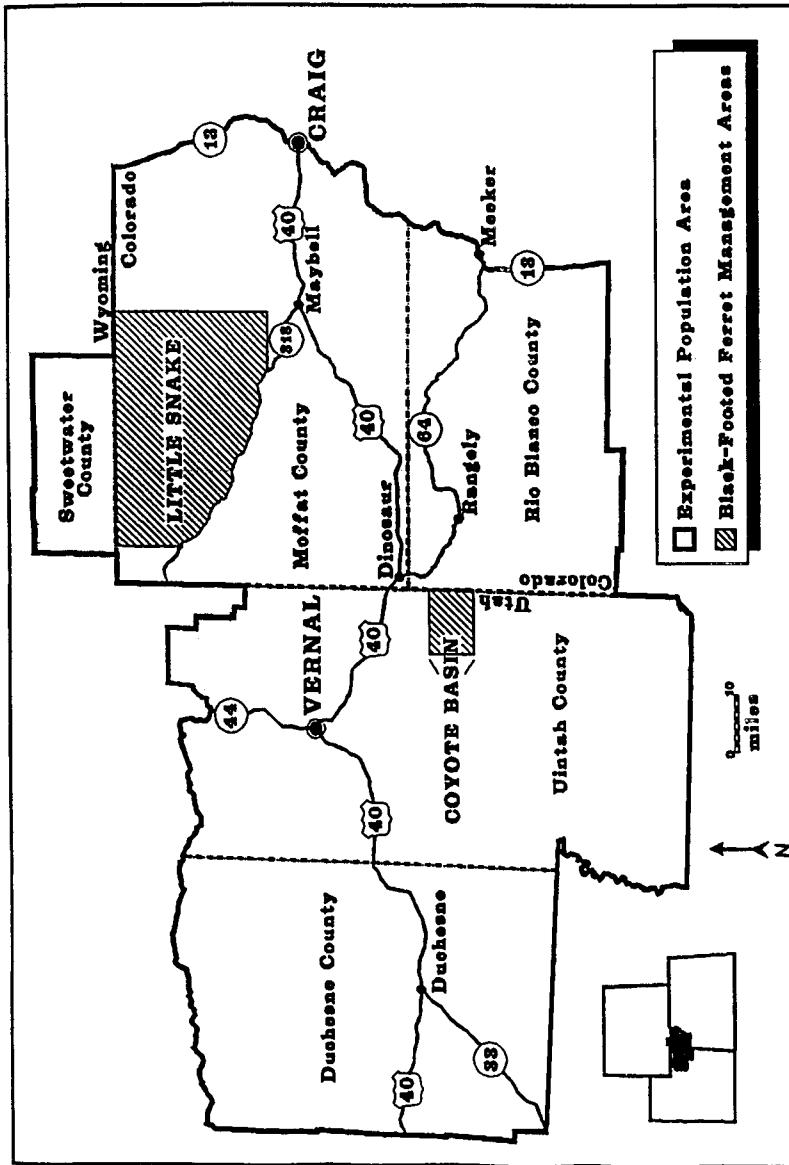 Wyoming
Colorado
Sweetwater
County
LITTLE SNAKE
13
318
40
Maybell
CRAIG
Moffat County
44
VERNAL
40
Dinosaur
40
64
Rangely
Meeker
13
Rio Blanco County
Colorado
Utah
COYOTE BASIN
Uintah County
40
Duchesne County
Duchesne
40
33
0 10
miles
N
Experimental Population Area
Black-Footed Ferret Management Areas